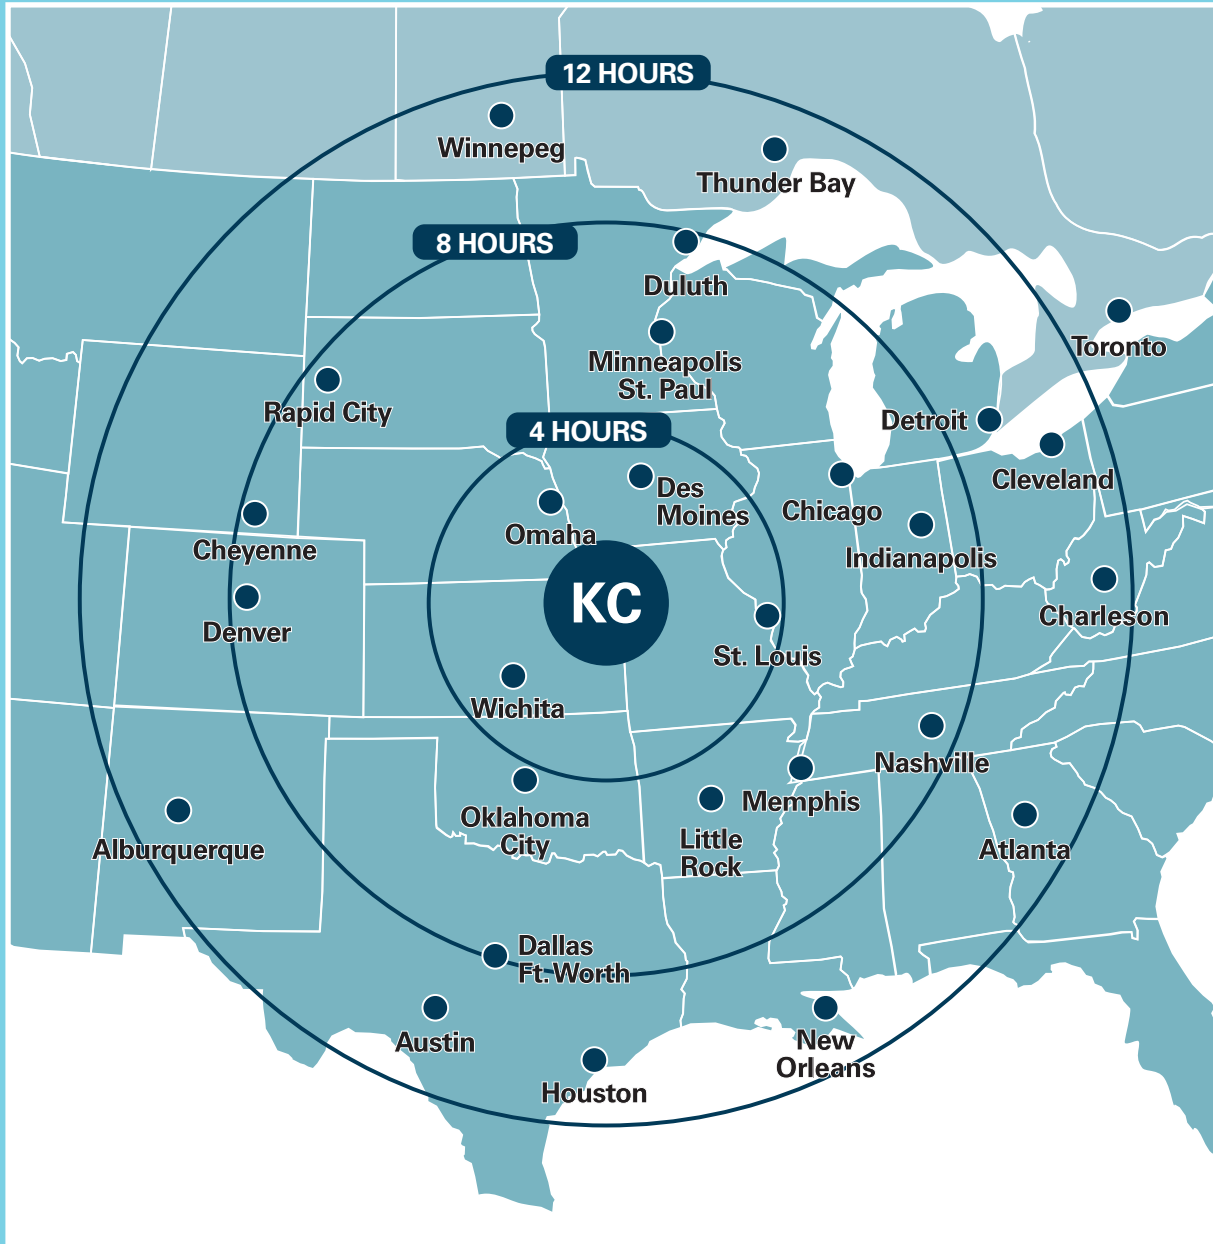 12 HOURS
Winnepeg
Thunder Bay
8 HOURS
Duluth
Toronto
Minneapolis
St. Paul
Rapid City
Detroit
4 HOURS
Cleveland
Des
Moines
Chicago
Omaha
Cheyenne
Indianapolis
KC
Charleson
Denver
St. Louis
Wichita
Nashville
Memphis
Oklahoma
City
Little
Rock
Alburquerque
Atlanta
Dallas
Ft. Worth
Austin
New
Orleans
Houston